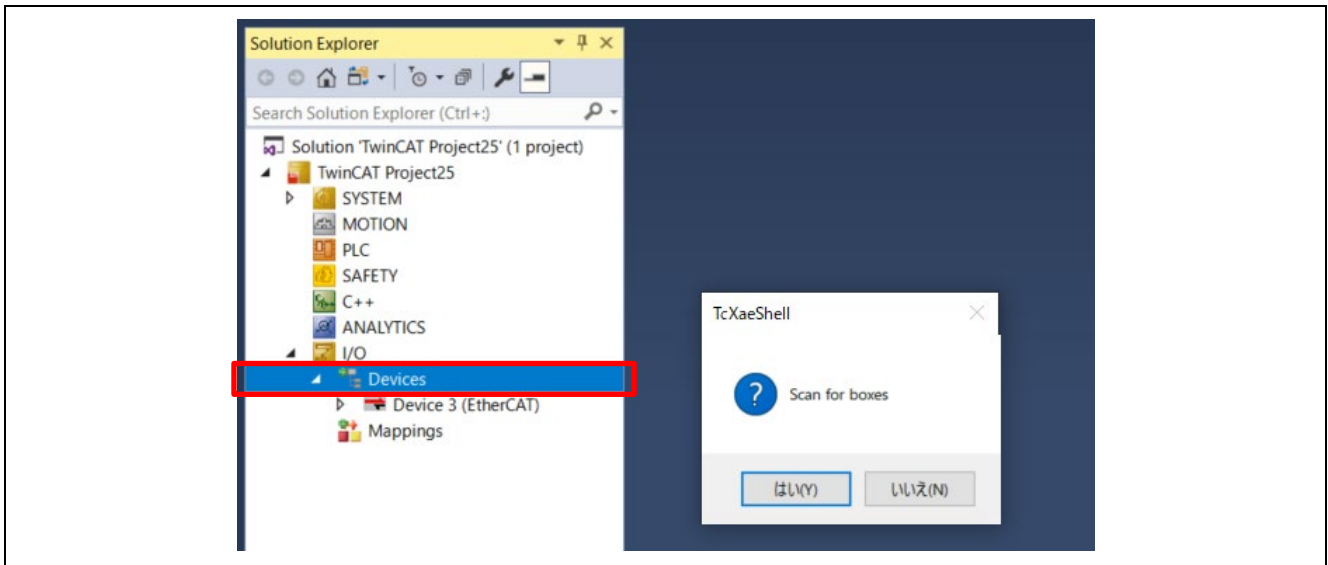 Solution Explorer
Search Solution Explorer (Ctrl+:)
Solution 'TwinCAT Project25' (1 project)
TwinCAT Project25
SYSTEM
MOTION
PLC
SAFETY
C++
ANALYTICS
I/O
Devices
Device 3 (EtherCAT)
Mappings
TcXaeShell
Scan for boxes
はい(Y)
いいえ(N)